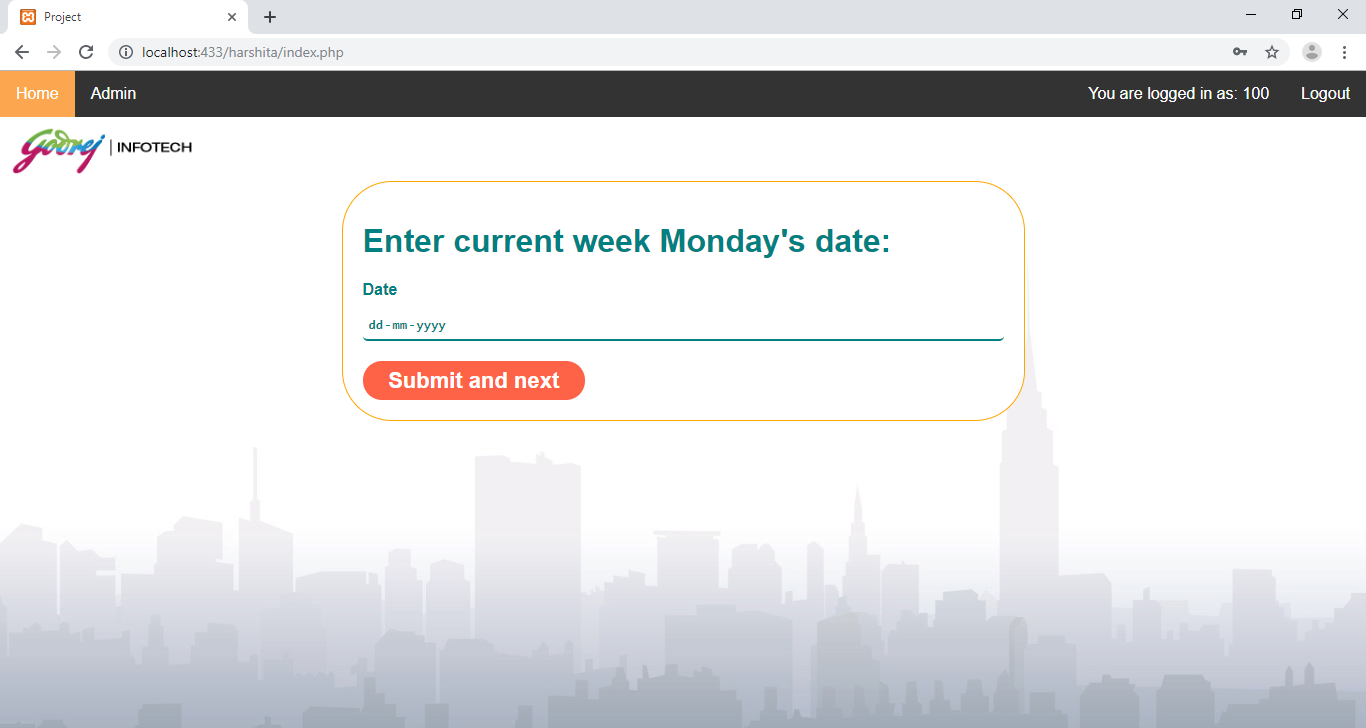 Project
localhost:433/harshita/index.php
Home Admin You are logged in as: 100 Logout
Godrej | INFOTECH
Enter current week Monday's date:
Date
dd-mm-yyyy
Submit and next